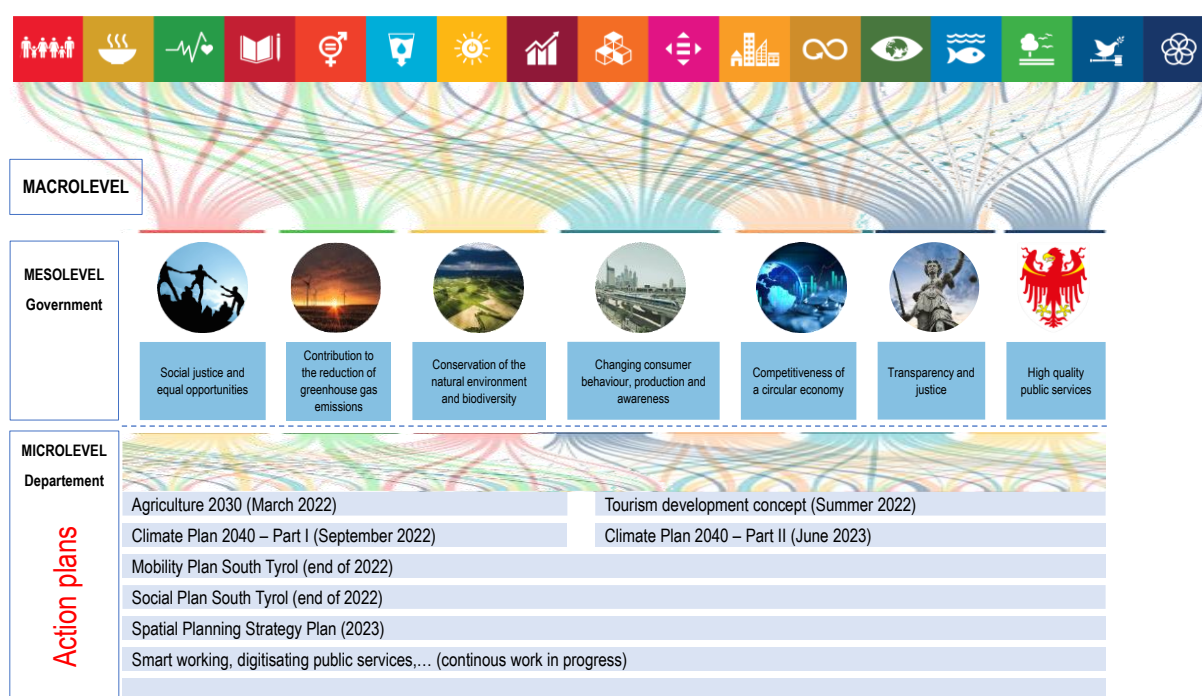 MACROLEVEL
MESOLEVEL
Government
Social justice and
equal opportunities
Contribution to
the reduction of
greenhouse gas
emissions
Conservation of the
natural environment
and biodiversity
Changing consumer
behaviour, production and
awareness
Competitiveness of
a circular economy
Transparency and
justice
High quality
public services
MICROLEVEL
Departement
Action plans
Agriculture 2030 (March 2022)
Tourism development concept (Summer 2022)
Climate Plan 2040 – Part I (September 2022)
Climate Plan 2040 – Part II (June 2023)
Mobility Plan South Tyrol (end of 2022)
Social Plan South Tyrol (end of 2022)
Spatial Planning Strategy Plan (2023)
Smart working, digitisating public services,… (continous work in progress)